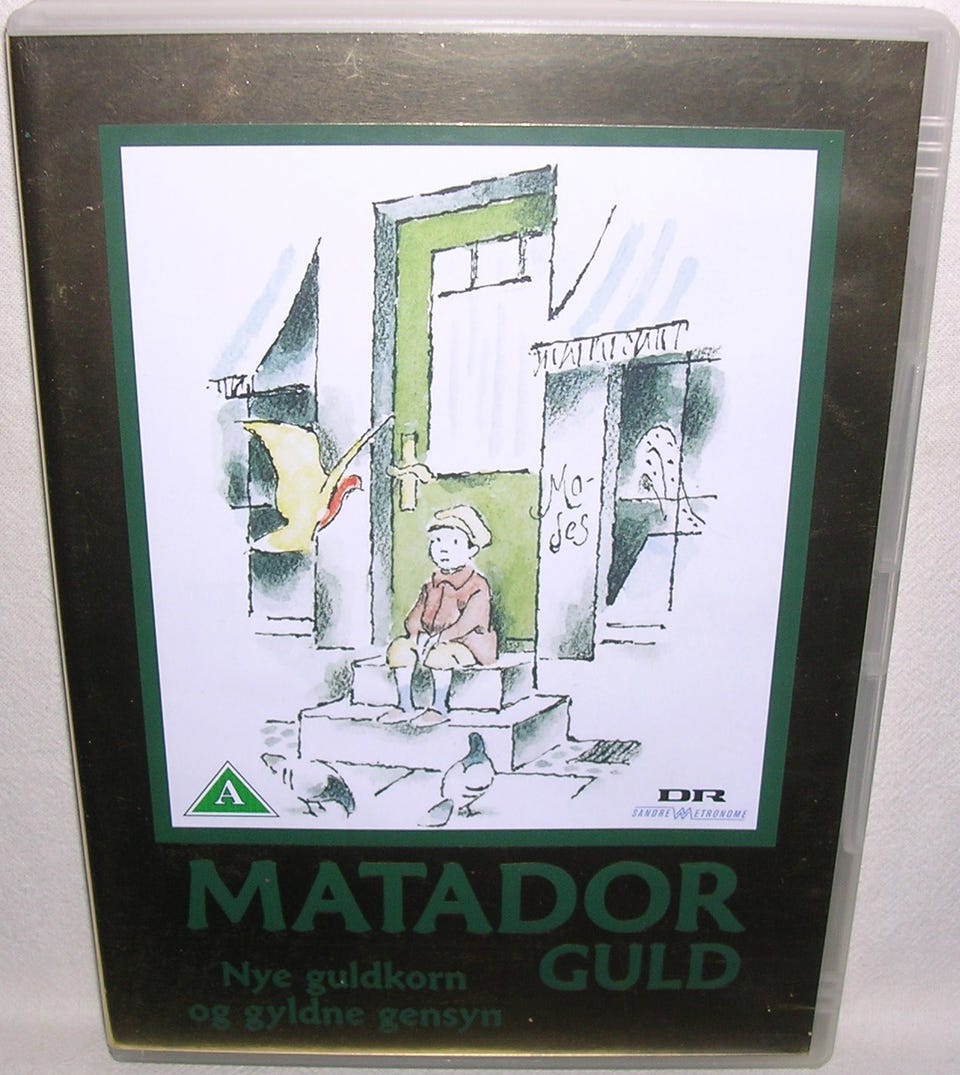 Mo-
ses
A
DR
SANDREW METRONOME
MATADOR
GULD
Nye guldkorn
og gyldne gensyn